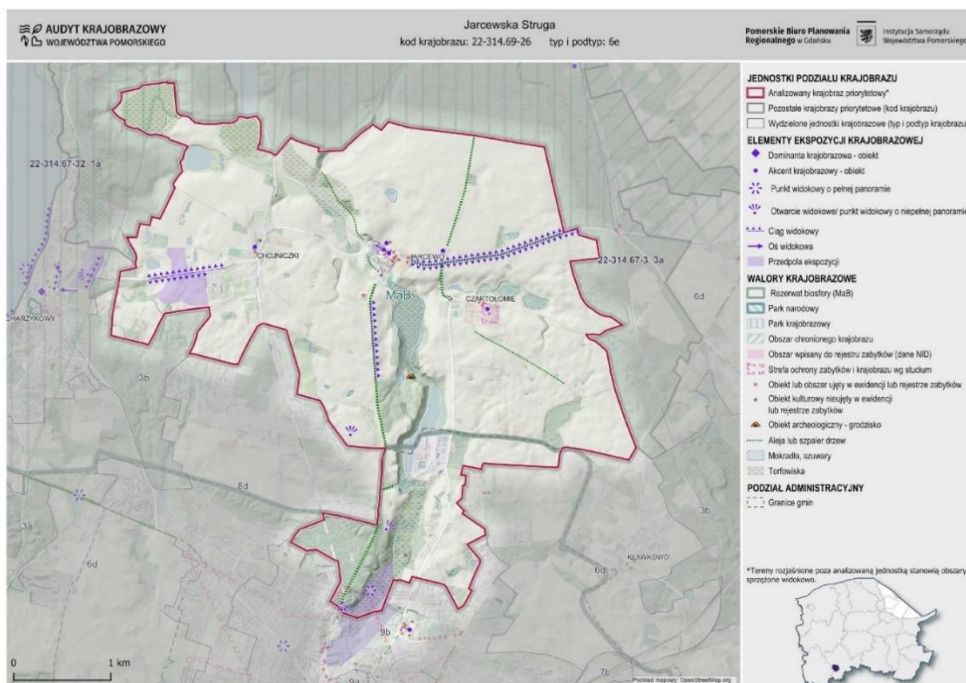 AUDYT KRAJOBRAZOWY
WOJEWÓDZTWA POMORSKIEGO
Jarcewska Struga
kod krajobrazu: 22-314.69-26 typ i podtyp: 6e
Pomorskie Biuro Planowania
Regionalnego w Gdańsku
Instytucja Samorządu
Województwa Pomorskiego
22-314.67-32 1a
CHOJNICZKI
JARCEWO
22-314.67-3 3a
MaB
CZARTOŁOMIE
6d
CHARZYKOWY
3b
8d
3a
6d
3b
KLAWKOWO
6d
9b
9a
7b
0 1 km
Podkład mapowy: OpenStreetMap.org
JEDNOSTKI PODZIAŁU KRAJOBRAZU
Analizowany krajobraz priorytetowy*
Pozostałe krajobrazy priorytetowe (kod krajobrazu)
Wydzielone jednostki krajobrazowe (typ i podtyp krajobrazu
ELEMENTY EKSPOZYCJI KRAJOBRAZOWEJ
Dominanta krajobrazowa - obiekt
Akcent krajobrazowy - obiekt
Punkt widokowy o pełnej panoramie
Otwarcie widokowe/ punkt widokowy o niepełnej panoramie
Ciąg widokowy
Oś widokowa
Przedpola ekspozycji
WALORY KRAJOBRAZOWE
Rezerwat biosfery (MaB)
Park narodowy
Park krajobrazowy
Obszar chronionego krajobrazu
Obszar wpisany do rejestru zabytków (dane NID)
Strefa ochrony zabytków i krajobrazu wg studium
Obiekt lub obszar ujęty w ewidencji lub rejestrze zabytków
Obiekt kulturowy nieujęty w ewidencji
lub rejestrze zabytków
Obiekt archeologiczny - grodzisko
Aleja lub szpaler drzew
Mokradła, szuwary
Torfowiska
PODZIAŁ ADMINISTRACYJNY
Granice gmin
*Tereny rozjaśnione poza analizowaną jednostką stanowią obszary
sprzężone widokowo.